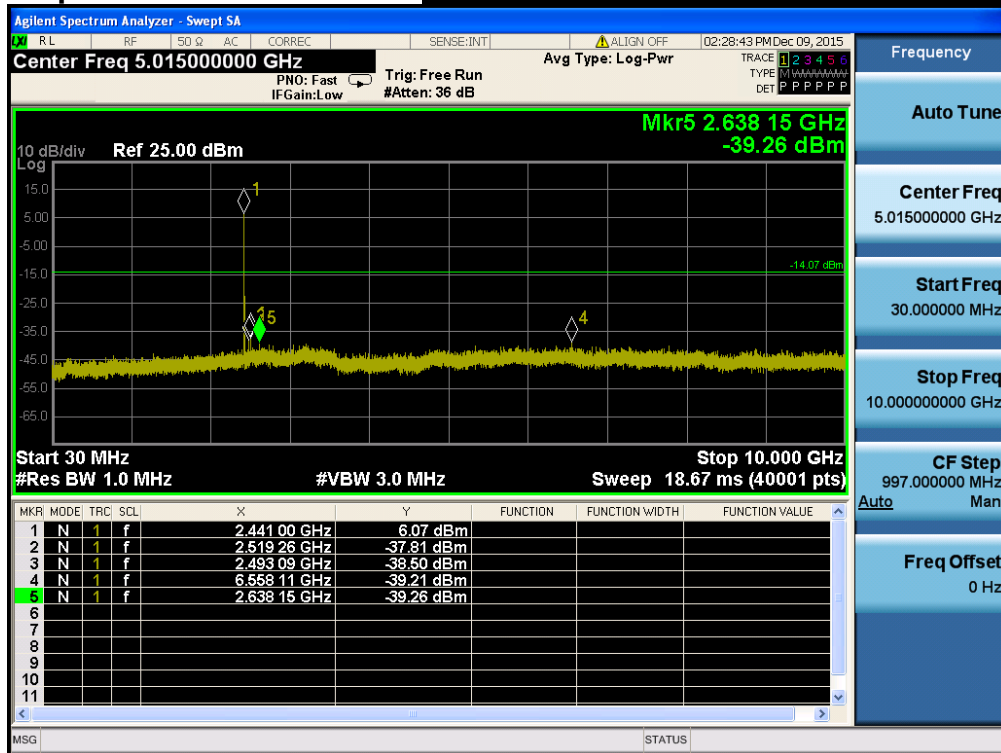 Agilent Spectrum Analyzer - Swept SA
LXI RL RF 50 Ω AC CORREC SENSE:INT ALIGN OFF 02:28:43 PM Dec 09, 2015
Center Freq 5.015000000 GHz
PNO: Fast
IFGain:Low
Trig: Free Run
#Atten: 36 dB
Avg Type: Log-Pwr
TRACE 1 2 3 4 5 6
TYPE M W W W W W
DET P P P P P P
Mkr5 2.638 15 GHz
-39.26 dBm
10 dB/div Ref 25.00 dBm
Log
15.0
5.00
-5.00
-15.0
-25.0
-35.0
-45.0
-55.0
-65.0
1
-14.07 dBm
5
4
Start 30 MHz Stop 10.000 GHz
#Res BW 1.0 MHz #VBW 3.0 MHz Sweep 18.67 ms (40001 pts)
MKR MODE TRC SCL X Y FUNCTION FUNCTION WIDTH FUNCTION VALUE
1 N 1 f 2.441 00 GHz 6.07 dBm
2 N 1 f 2.519 26 GHz -37.81 dBm
3 N 1 f 2.493 09 GHz -38.50 dBm
4 N 1 f 6.558 11 GHz -39.21 dBm
5 N 1 f 2.638 15 GHz -39.26 dBm
6
7
8
9
10
11
MSG STATUS
Frequency
Auto Tune
Center Freq
5.015000000 GHz
Start Freq
30.000000 MHz
Stop Freq
10.000000000 GHz
CF Step
997.000000 MHz
Auto Man
Freq Offset
0 Hz